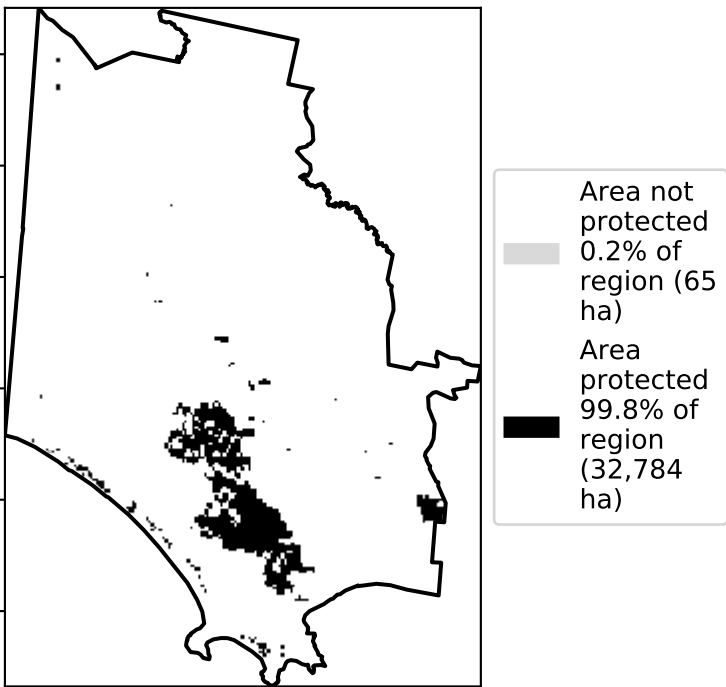 Area not
protected
0.2% of
region (65
ha)
Area
protected
99.8% of
region
(32,784
ha)